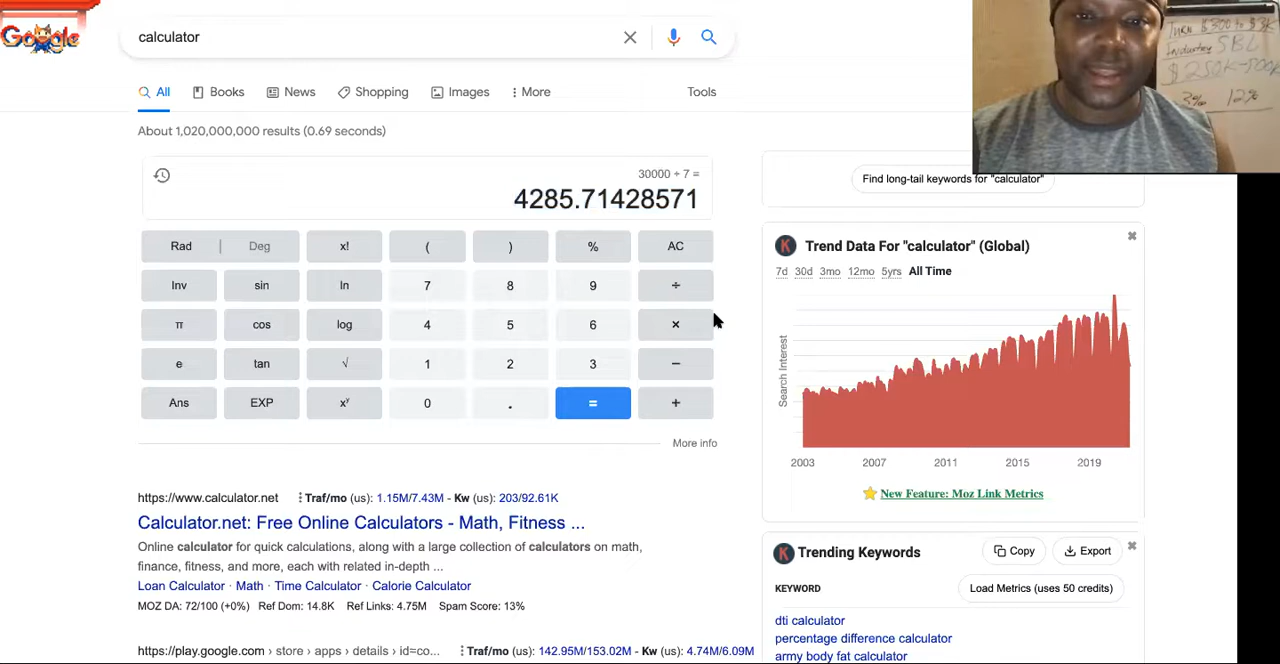 Google
calculator
All
Books
News
Shopping
Images
More
Tools
About 1,020,000,000 results (0.69 seconds)
30000 ÷ 7 =
4285.71428571
Rad | Deg x! ( ) % AC
Inv sin ln 7 8 9 ÷
π cos log 4 5 6 ×
e tan √ 1 2 3 −
Ans EXP xʸ 0 . = +
More info
https://www.calculator.net Traf/mo (us): 1.15M/7.43M - Kw (us): 203/92.61K
Calculator.net: Free Online Calculators - Math, Fitness ...
Online calculator for quick calculations, along with a large collection of calculators on math,
finance, fitness, and more, each with related in-depth ...
Loan Calculator · Math · Time Calculator · Calorie Calculator
MOZ DA: 72/100 (+0%) Ref Dom: 14.8K Ref Links: 4.75M Spam Score: 13%
https://play.google.com › store › apps › details › id=co... Traf/mo (us): 142.95M/153.02M - Kw (us): 4.74M/6.09M
Turn $300 to $3K
SBL
$250K-500K
3% 12%
Find long-tail keywords for "calculator"
K
Trend Data For "calculator" (Global)
7d 30d 3mo 12mo 5yrs All Time
Search Interest
2003 2007 2011 2015 2019
New Feature: Moz Link Metrics
K
Trending Keywords
Copy
Export
KEYWORD
Load Metrics (uses 50 credits)
dti calculator
percentage difference calculator
army body fat calculator